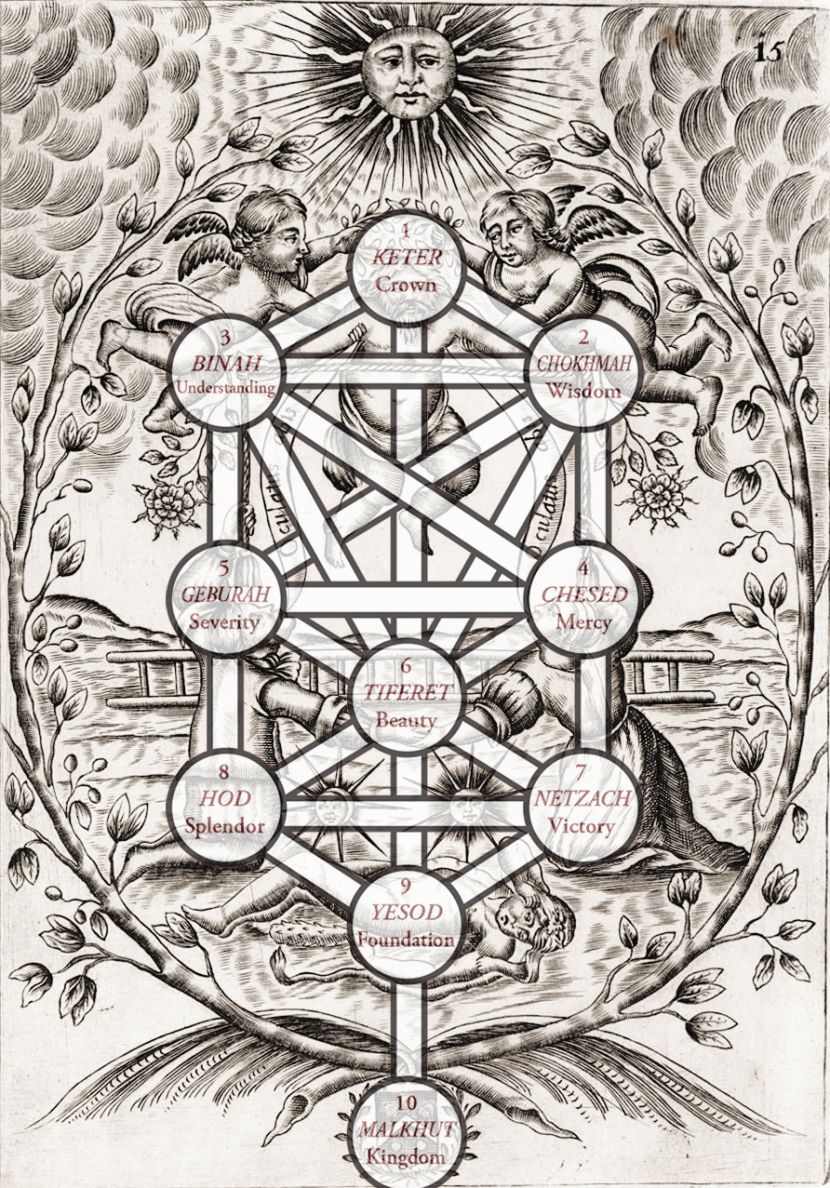 15
1
KETER
Crown
3
BINAH
Understanding
2
CHOKHMAH
Wisdom
5
GEBURAH
Severity
4
CHESED
Mercy
6
TIFERET
Beauty
8
HOD
Splendor
7
NETZACH
Victory
9
YESOD
Foundation
10
MALKHUT
Kingdom